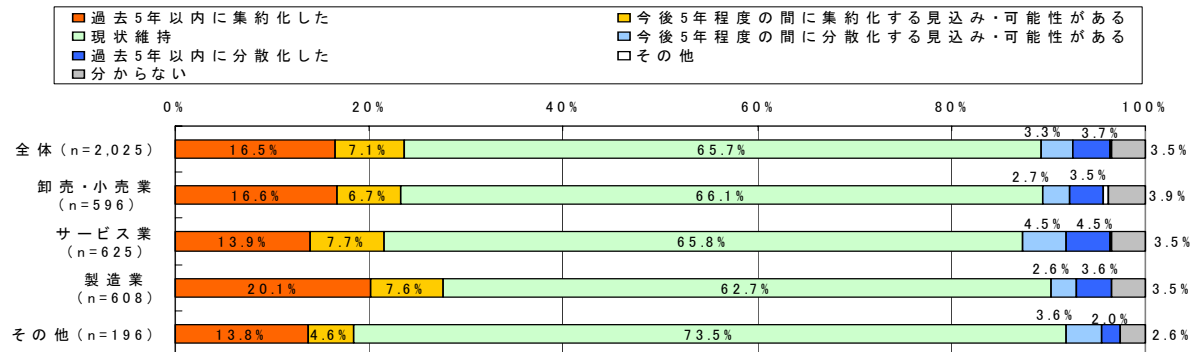 過去5年以内に集約化した 今後5年程度の間に集約化する見込み・可能性がある
現状維持 今後5年程度の間に分散化する見込み・可能性がある
過去5年以内に分散化した その他
分からない
0% 20% 40% 60% 80% 100%
3.3% 3.7%
全体(n=2,025) 16.5% 7.1% 65.7% 3.5%
2.7% 3.5%
卸売・小売業
(n=596)
16.6% 6.7% 66.1% 3.9%
4.5% 4.5%
サービス業
(n=625)
13.9% 7.7% 65.8% 3.5%
2.6% 3.6%
製造業
(n=608)
20.1% 7.6% 62.7% 3.5%
3.6% 2.0%
その他(n=196) 13.8% 4.6% 73.5% 2.6%